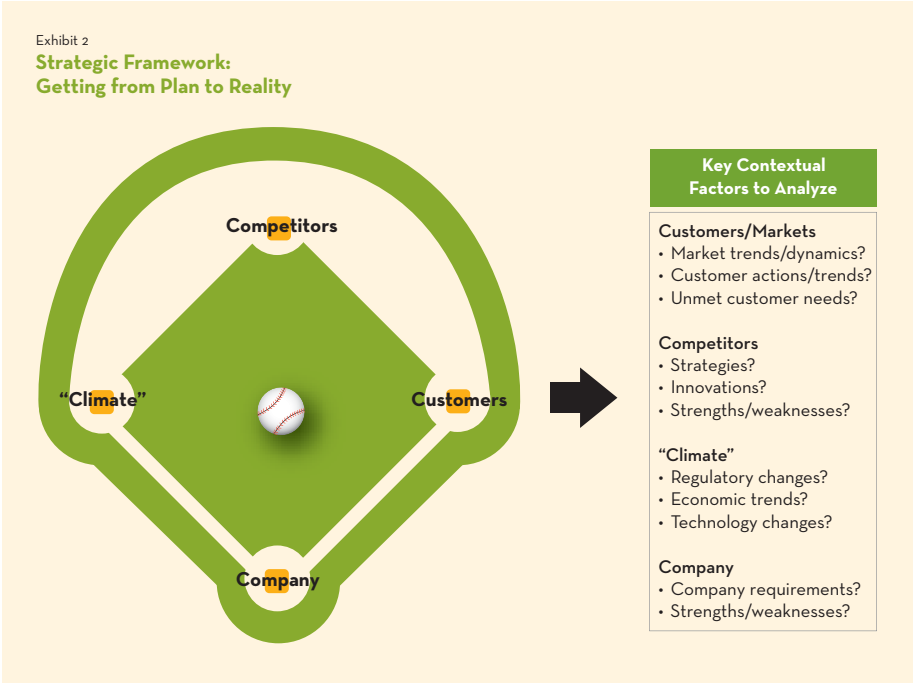 Exhibit 2
Strategic Framework:
Getting from Plan to Reality
Competitors
“Climate”
Customers
Company
Key Contextual
Factors to Analyze
Customers/Markets
• Market trends/dynamics?
• Customer actions/trends?
• Unmet customer needs?
Competitors
• Strategies?
• Innovations?
• Strengths/weaknesses?
“Climate”
• Regulatory changes?
• Economic trends?
• Technology changes?
Company
• Company requirements?
• Strengths/weaknesses?